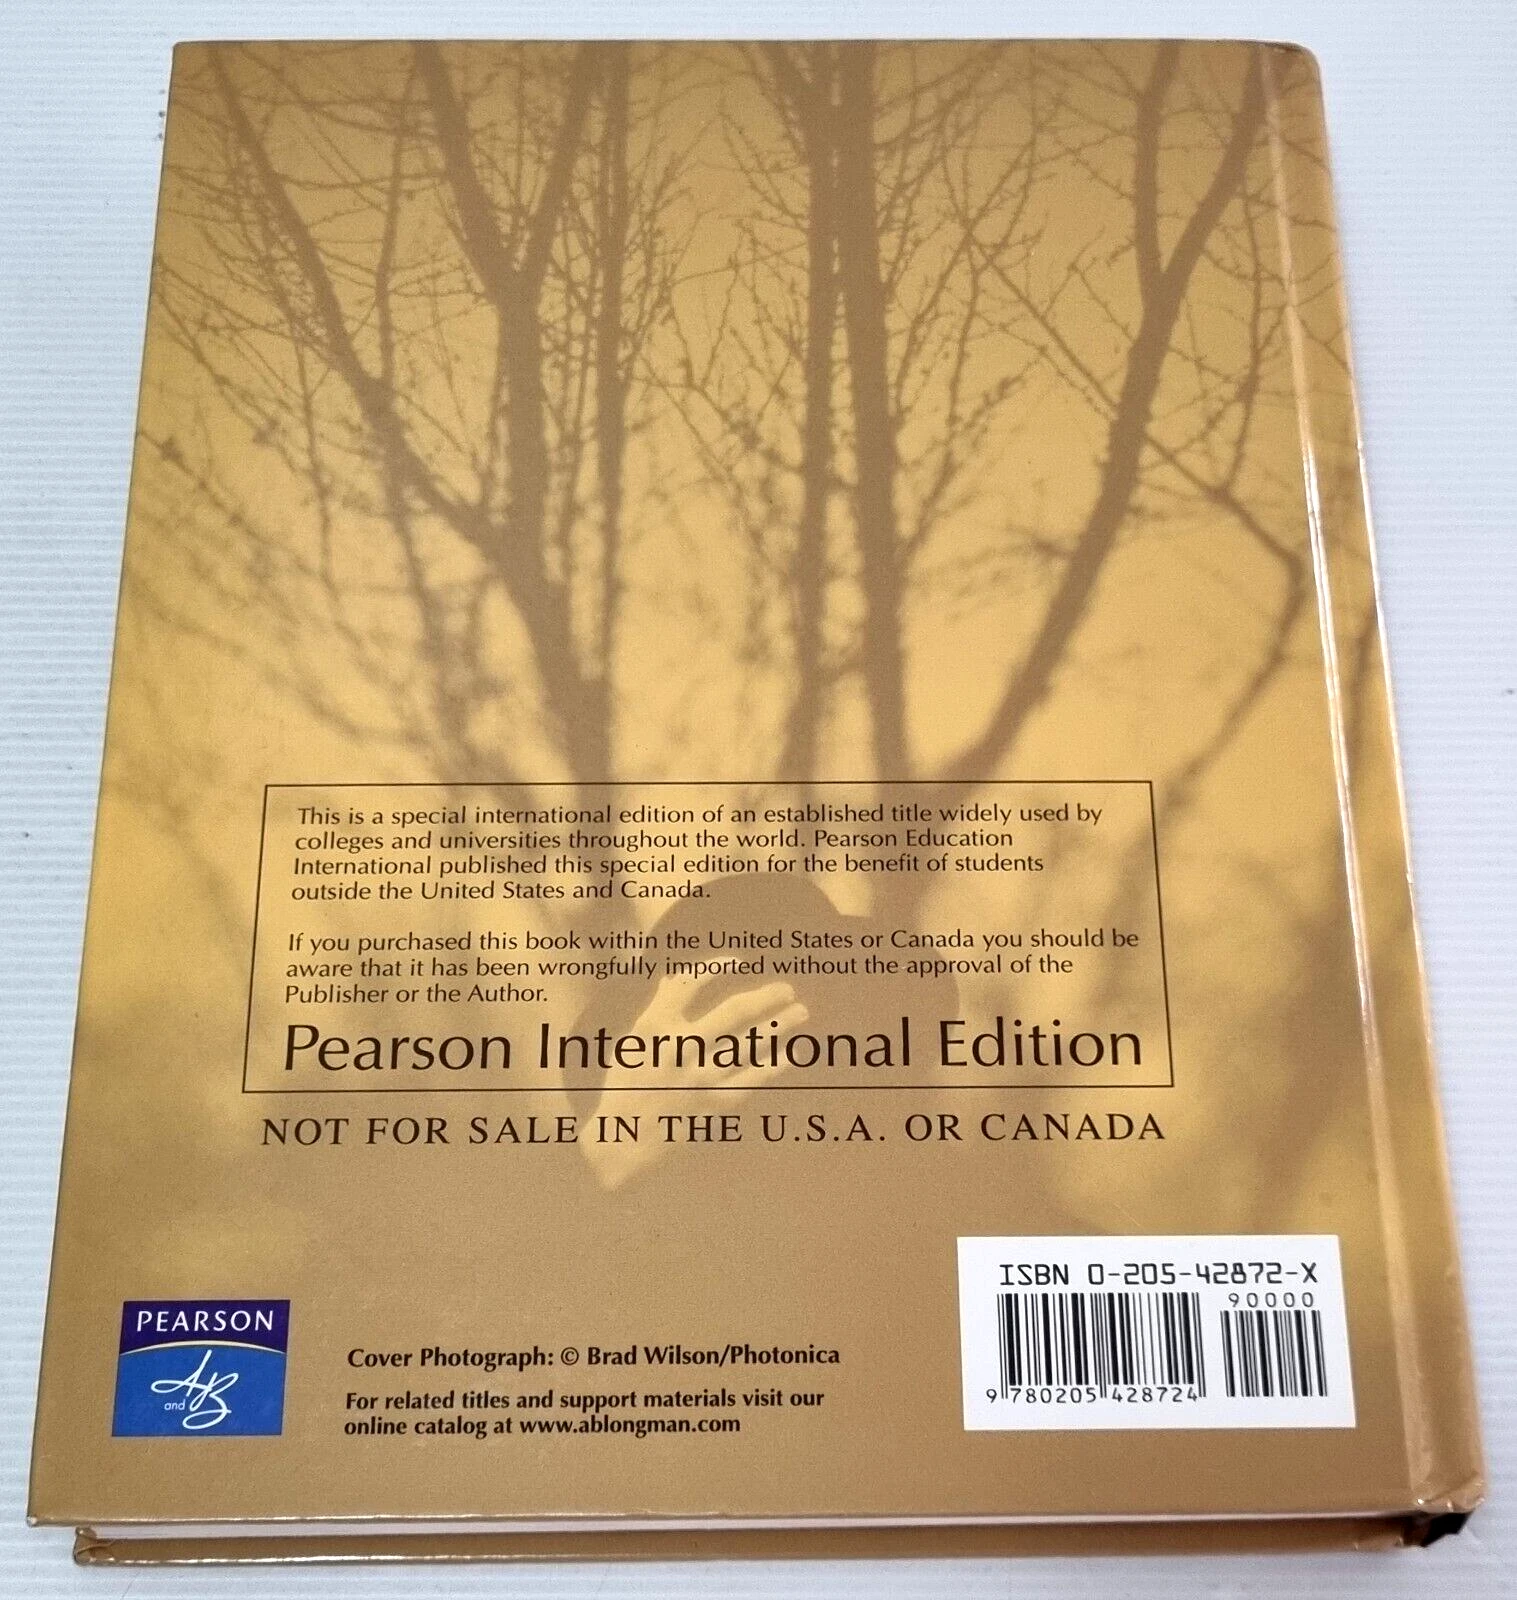 This is a special international edition of an established title widely used by
colleges and universities throughout the world. Pearson Education
International published this special edition for the benefit of students
outside the United States and Canada.
If you purchased this book within the United States or Canada you should be
aware that it has been wrongfully imported without the approval of the
Publisher or the Author.
Pearson International Edition
NOT FOR SALE IN THE U.S.A. OR CANADA
PEARSON
A and B
Cover Photograph: © Brad Wilson/Photonica
For related titles and support materials visit our
online catalog at www.ablongman.com
ISBN 0-205-42872-X
90000
9 780205 428724